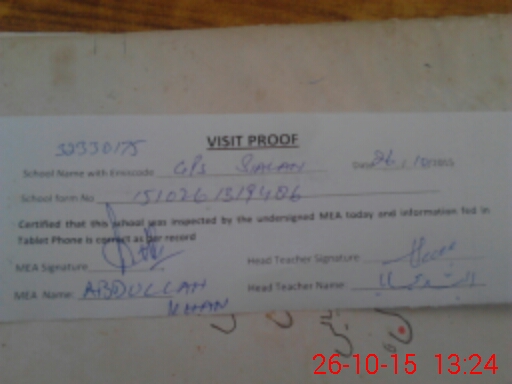 VISIT PROOF
32330175
School Name with Emiscode GPS SIALAN Date 26/10/2015
School form No 1510261319486
Certified that this school was inspected by the undersigned MEA today and information fed in
Tablet Phone is correct as per record
MEA Signature
Head Teacher Signature
MEA Name: ABDULLAH KHAN
Head Teacher Name:
26-10-15 13:24